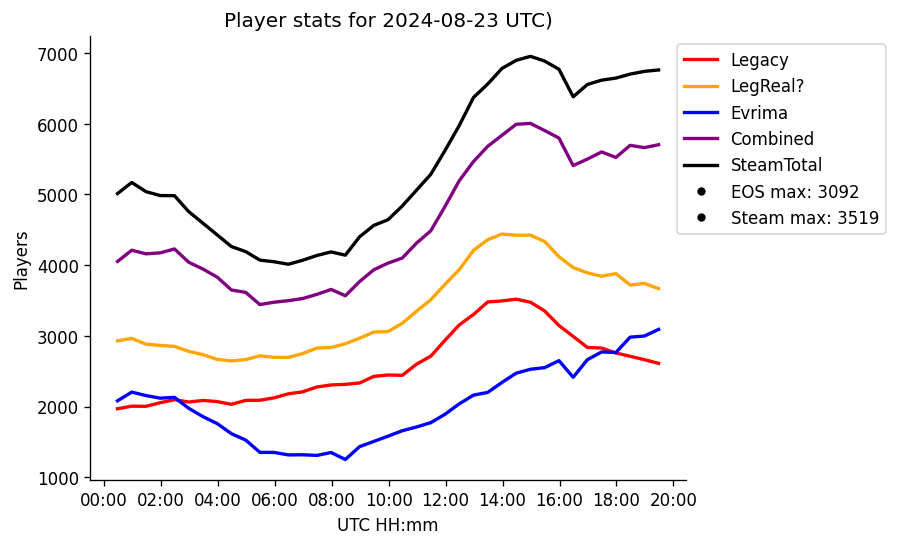 Player stats for 2024-08-23 UTC)
7000
6000
5000
4000
3000
2000
1000
Players
00:00 02:00 04:00 06:00 08:00 10:00 12:00 14:00 16:00 18:00 20:00
UTC HH:mm
Legacy
LegReal?
Evrima
Combined
SteamTotal
EOS max: 3092
Steam max: 3519